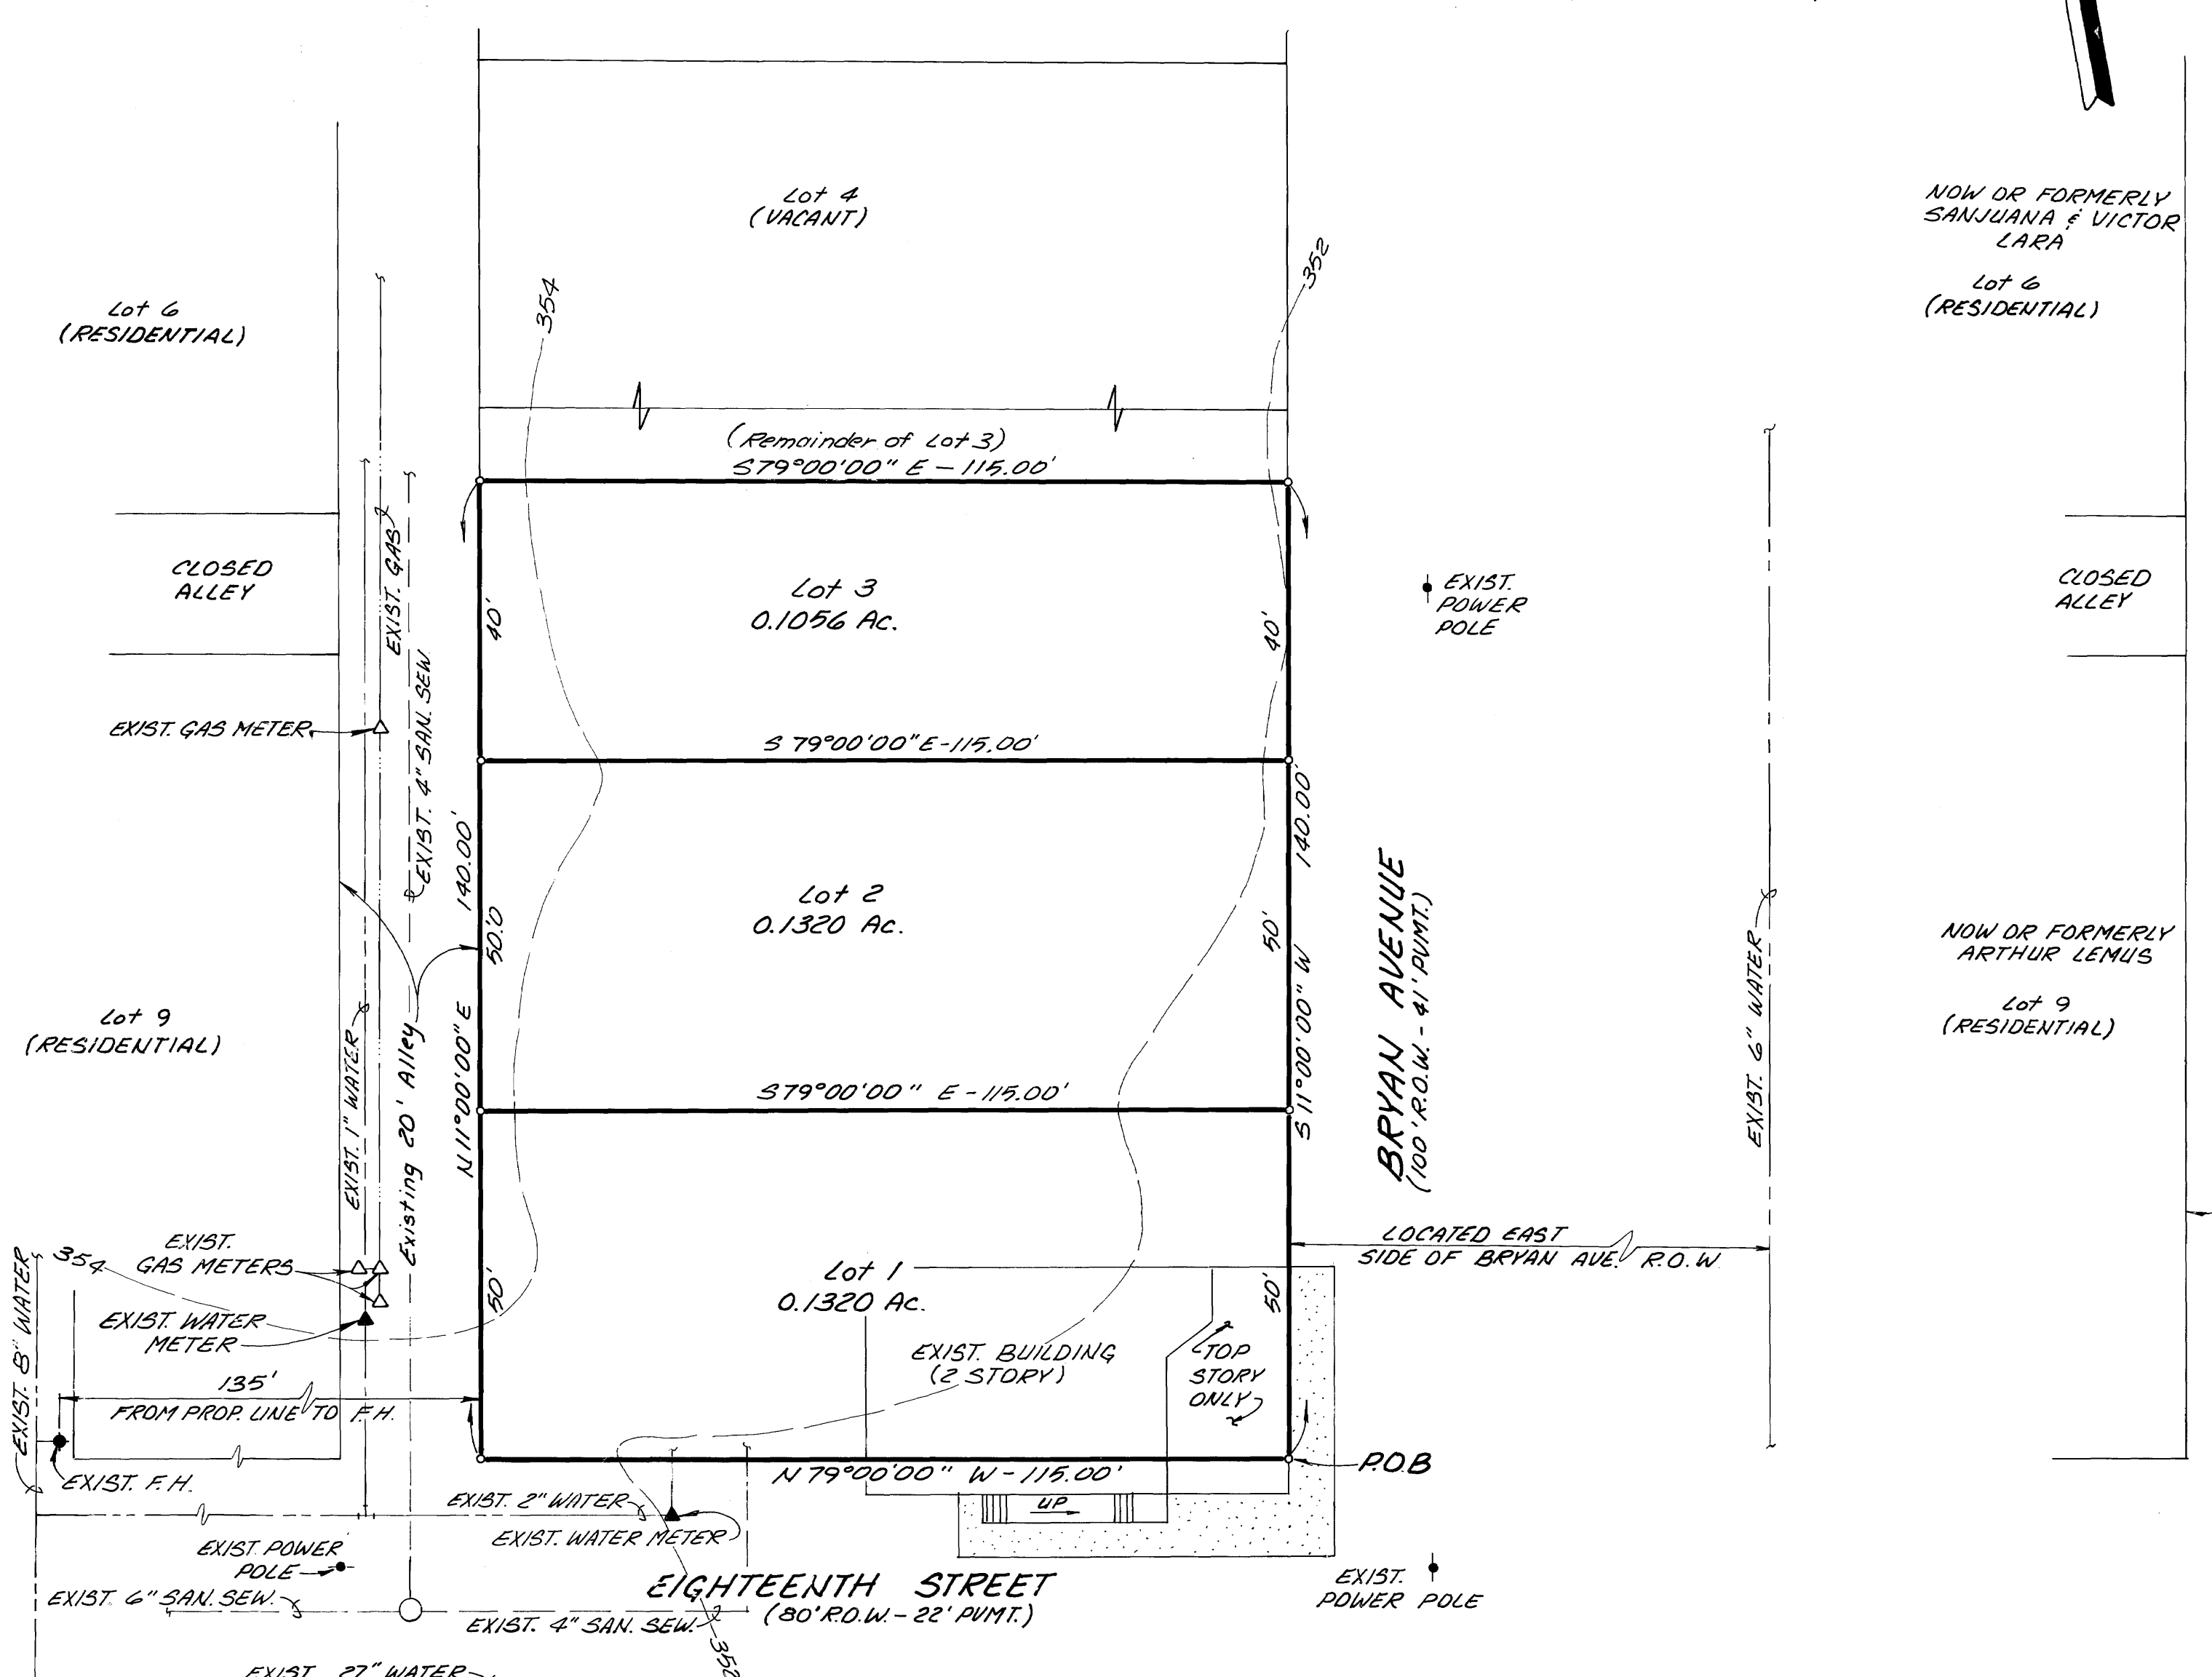 Lot 4
(VACANT)
352
354
NOW OR FORMERLY
SANJUANA & VICTOR
LARA
Lot 6
(RESIDENTIAL)
Lot 6
(RESIDENTIAL)
(Remainder of Lot 3)
S79°00'00" E - 115.00'
CLOSED
ALLEY
EXIST. GAS
EXIST. 4" SAN. SEW
40'
Lot 3
0.1056 Ac.
40'
EXIST.
POWER
POLE
CLOSED
ALLEY
EXIST. GAS METER
S 79°00'00" E - 115.00'
140.00'
50.'0
N 11°00'00" E
Lot 2
0.1320 Ac.
140.00'
50'
S 11°00'00" W
BRYAN AVENUE
(100' R.O.W. - 41' PVMT.)
EXIST. 6" WATER
NOW OR FORMERLY
ARTHUR LEMUS
Lot 9
(RESIDENTIAL)
Lot 9
(RESIDENTIAL)
EXIST. 1" WATER
Existing 20' Alley
S79°00'00" E - 115.00'
LOCATED EAST
SIDE OF BRYAN AVE. R.O.W.
EXIST. 8" WATER
354
EXIST.
GAS METERS
EXIST. WATER
METER
50'
Lot 1
0.1320 Ac.
50'
EXIST. BUILDING
(2 STORY)
TOP
STORY
ONLY
135'
FROM PROP. LINE TO F.H.
EXIST. F.H.
N 79°00'00" W - 115.00'
P.O.B
EXIST. 2" WATER
UP
EXIST. WATER METER
EXIST. POWER
POLE
EXIST. 6" SAN. SEW.
EXIST. 4" SAN. SEW.
EIGHTEENTH STREET
(80' R.O.W. - 22' PVMT.)
EXIST.
POWER POLE
352
EXIST. 27" WATER